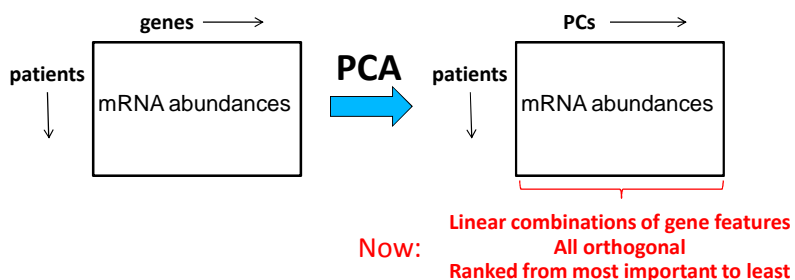 genes
patients
mRNA abundances
PCA
PCs
patients
mRNA abundances
Now:
Linear combinations of gene features
All orthogonal
Ranked from most important to least